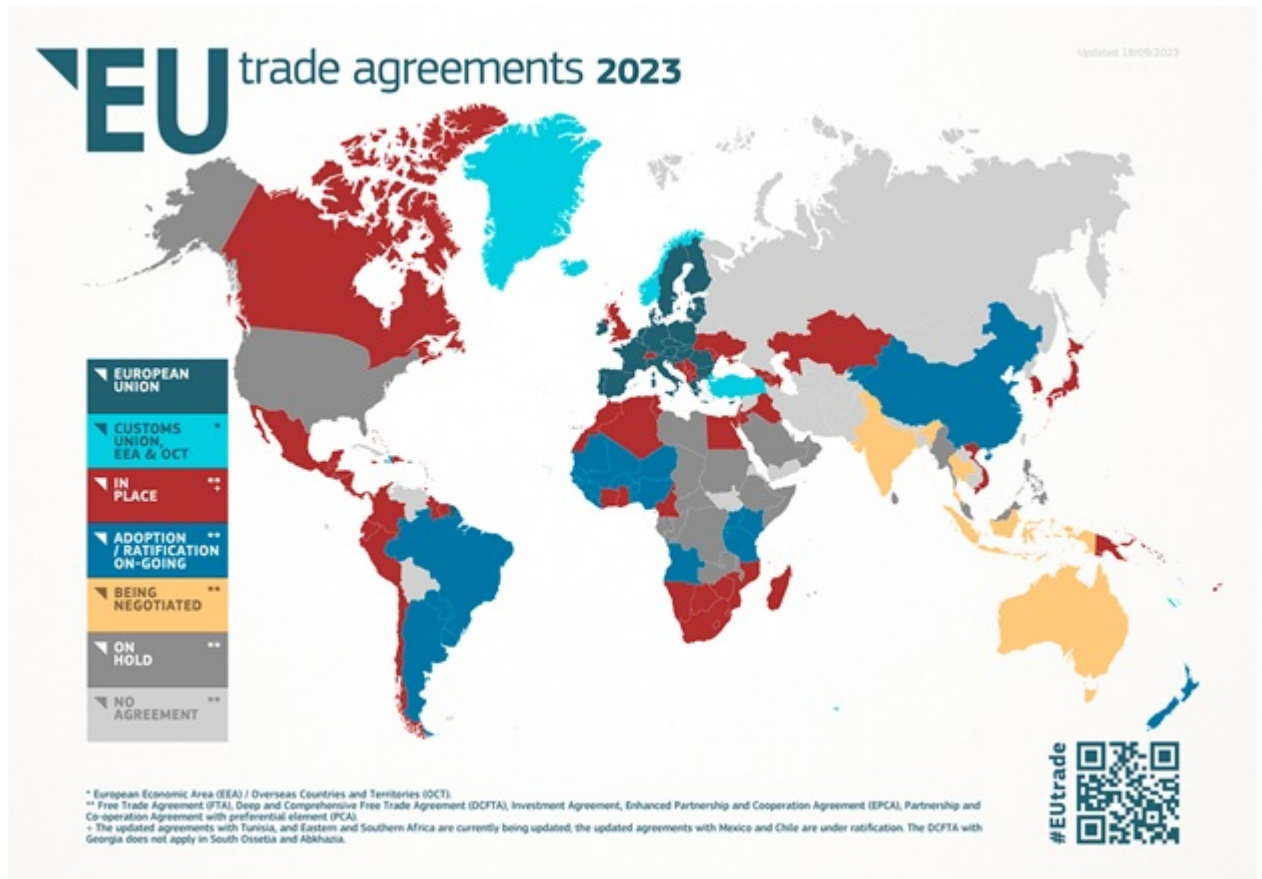 EU trade agreements 2023
Updated 18/09/2023
EUROPEAN
UNION
CUSTOMS *
UNION,
EEA & OCT
IN **
PLACE +
ADOPTION **
/ RATIFICATION
ON-GOING
BEING **
NEGOTIATED
ON **
HOLD
NO **
AGREEMENT
#EUtrade
* European Economic Area (EEA) / Overseas Countries and Territories (OCT).
** Free Trade Agreement (FTA), Deep and Comprehensive Free Trade Agreement (DCFTA), Investment Agreement, Enhanced Partnership and Cooperation Agreement (EPCA), Partnership and
Co-operation Agreement with preferential element (PCA).
+ The updated agreements with Tunisia, and Eastern and Southern Africa are currently being updated, the updated agreements with Mexico and Chile are under ratification. The DCFTA with
Georgia does not apply in South Ossetia and Abkhazia.